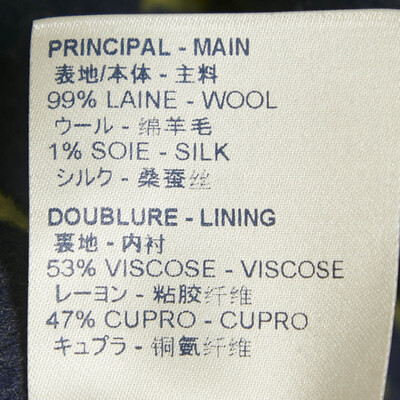 PRINCIPAL - MAIN
表地/本体 - 主料
99% LAINE - WOOL
ウール - 绵羊毛
1% SOIE - SILK
シルク - 桑蚕丝
DOUBLURE - LINING
裏地 - 内衬
53% VISCOSE - VISCOSE
レーヨン - 粘胶纤维
47% CUPRO - CUPRO
キュプラ - 铜氨纤维